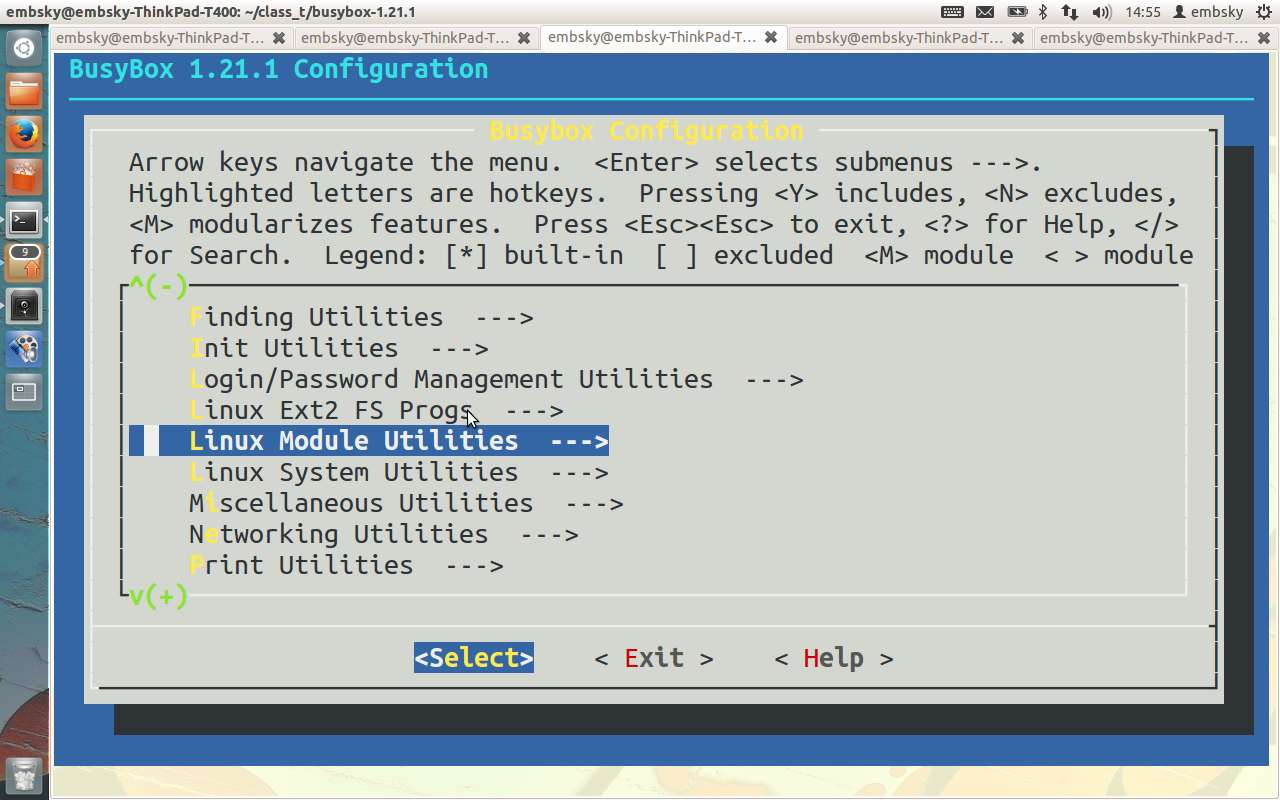 embsky@embsky-ThinkPad-T400: ~/class_t/busybox-1.21.1
14:55 embsky
embsky@embsky-ThinkPad-T... embsky@embsky-ThinkPad-T... embsky@embsky-ThinkPad-T... embsky@embsky-ThinkPad-T... embsky@embsky-ThinkPad-T...
BusyBox 1.21.1 Configuration
Busybox Configuration
Arrow keys navigate the menu.  <Enter> selects submenus --->.
Highlighted letters are hotkeys.  Pressing <Y> includes, <N> excludes,
<M> modularizes features.  Press <Esc><Esc> to exit, <?> for Help, </>
for Search.  Legend: [*] built-in  [ ] excluded  <M> module  < > module
^(-)
Finding Utilities  --->
Init Utilities  --->
Login/Password Management Utilities  --->
Linux Ext2 FS Progs  --->
Linux Module Utilities  --->
Linux System Utilities  --->
Miscellaneous Utilities  --->
Networking Utilities  --->
Print Utilities  --->
v(+)
<Select>    < Exit >    < Help >
9